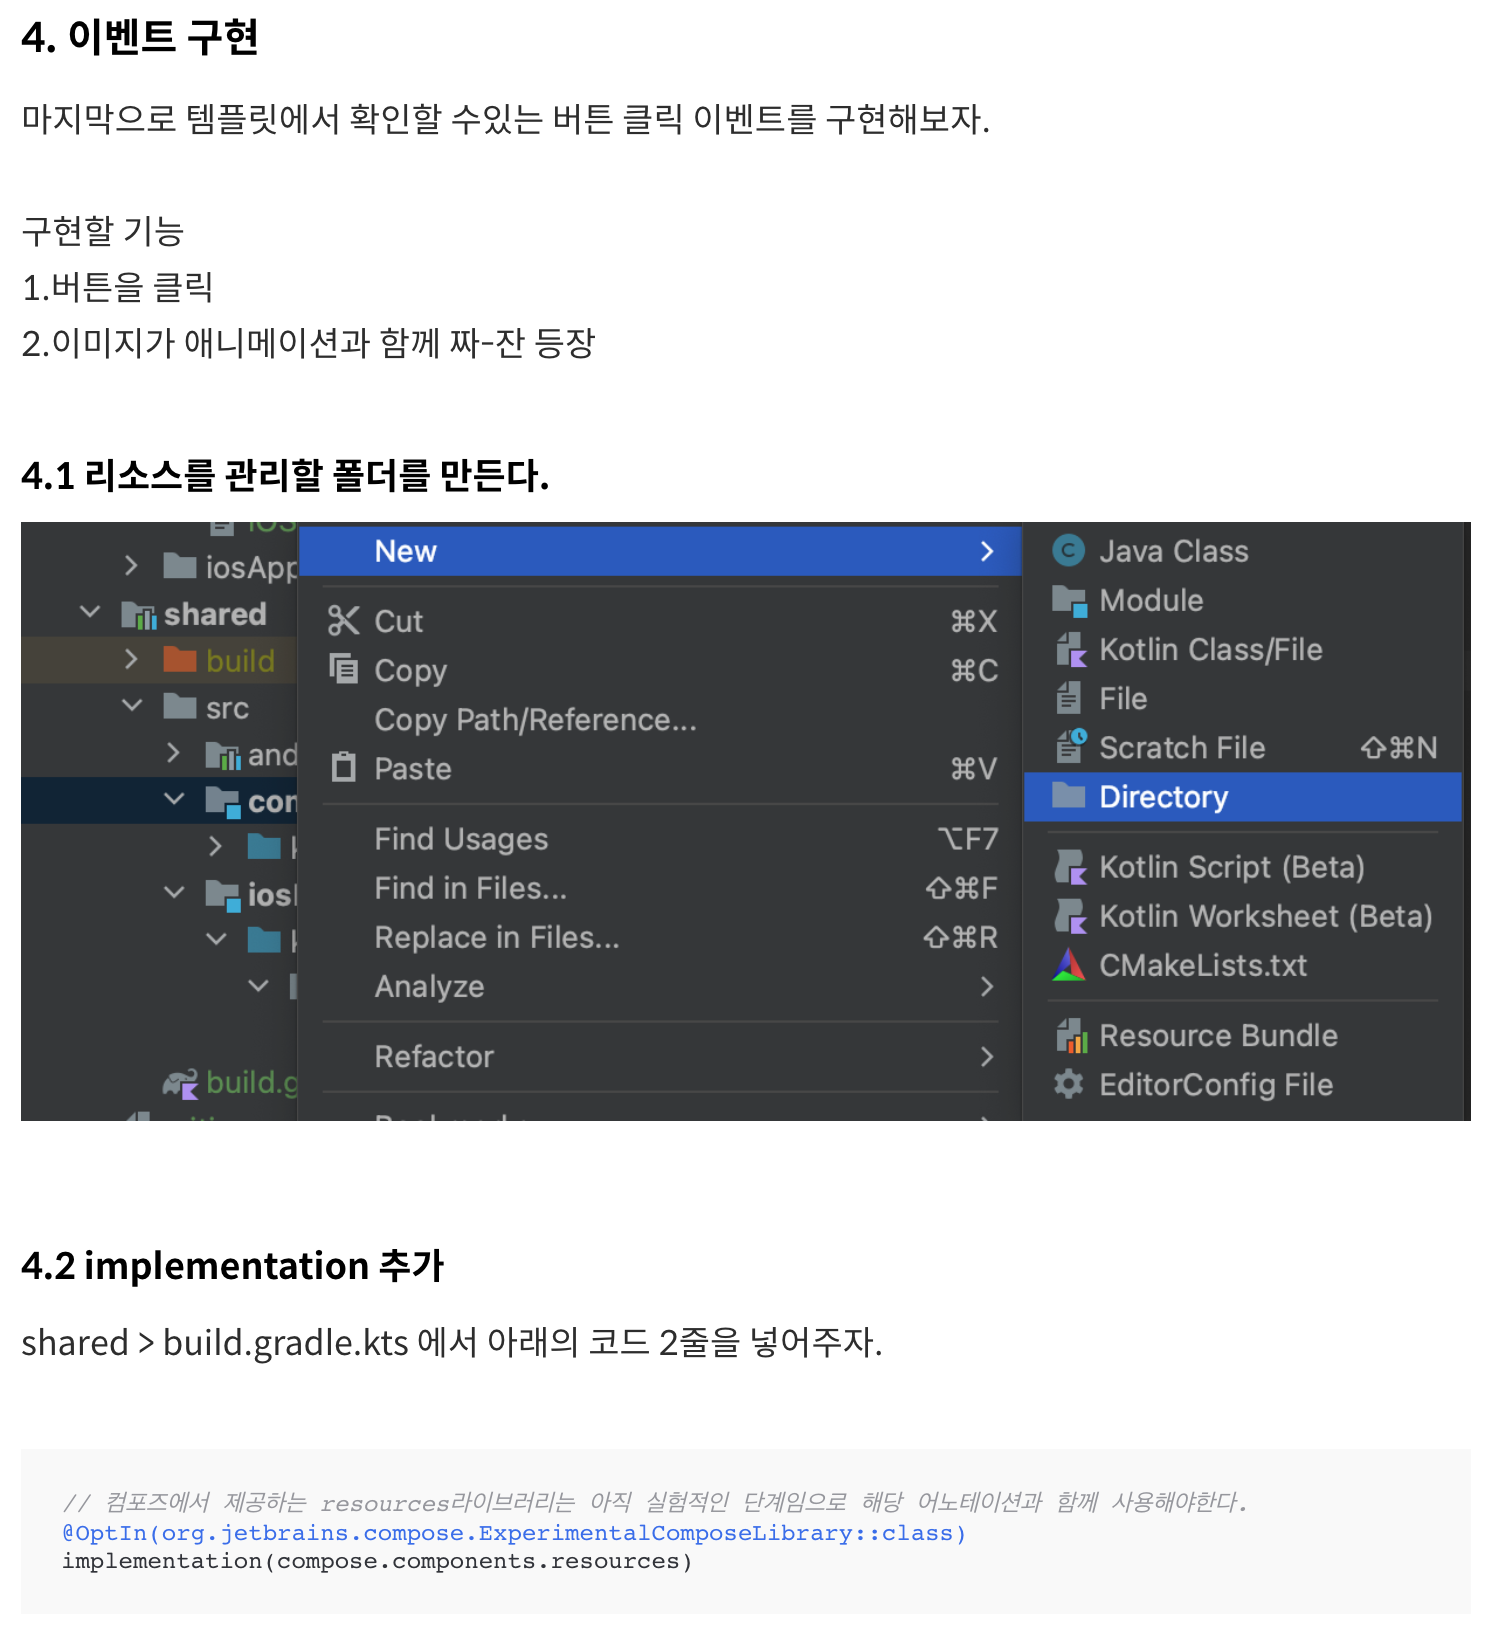 4. 이벤트 구현
마지막으로 템플릿에서 확인할 수있는 버튼 클릭 이벤트를 구현해보자.
구현할 기능
1.버튼을 클릭
2.이미지가 애니메이션과 함께 짜-잔 등장
4.1 리소스를 관리할 폴더를 만든다.
iosApp
shared
build
src
and
con
ios
build.g
New
Cut ⌘X
Copy ⌘C
Copy Path/Reference...
Paste ⌘V
Find Usages ⌥F7
Find in Files... ⇧⌘F
Replace in Files... ⇧⌘R
Analyze
Refactor
Java Class
Module
Kotlin Class/File
File
Scratch File ⇧⌘N
Directory
Kotlin Script (Beta)
Kotlin Worksheet (Beta)
CMakeLists.txt
Resource Bundle
EditorConfig File
4.2 implementation 추가
shared > build.gradle.kts 에서 아래의 코드 2줄을 넣어주자.
// 컴포즈에서 제공하는 resources라이브러리는 아직 실험적인 단계임으로 해당 어노테이션과 함께 사용해야한다.
@OptIn(org.jetbrains.compose.ExperimentalComposeLibrary::class)
implementation(compose.components.resources)